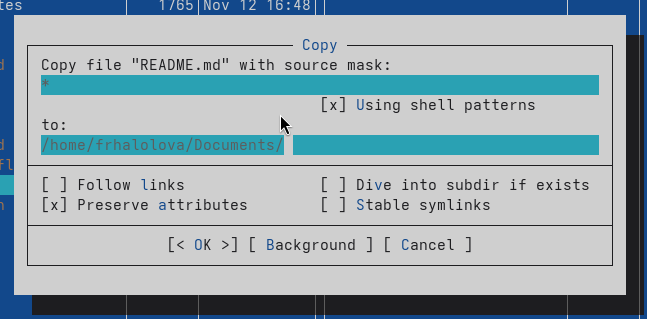 tes 1765 Nov 12 16:48
Copy
Copy file "README.md" with source mask:
*
[x] Using shell patterns
to:
/home/frhalolova/Documents/
[ ] Follow links [ ] Dive into subdir if exists
[x] Preserve attributes [ ] Stable symlinks
[< OK >] [ Background ] [ Cancel ]